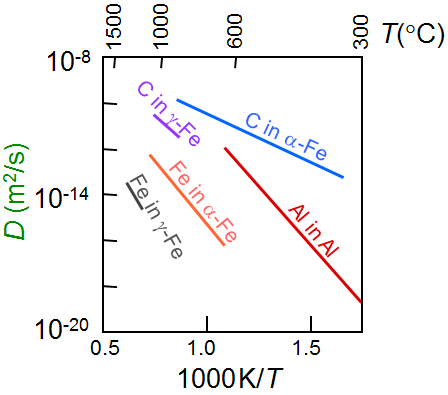 1500 1000 600 300 T(°C)
10-8
C in γ-Fe
C in α-Fe
10-14
Fe in γ-Fe
Fe in α-Fe
Al in Al
D (m²/s)
10-20
0.5 1.0 1.5
1000K/T